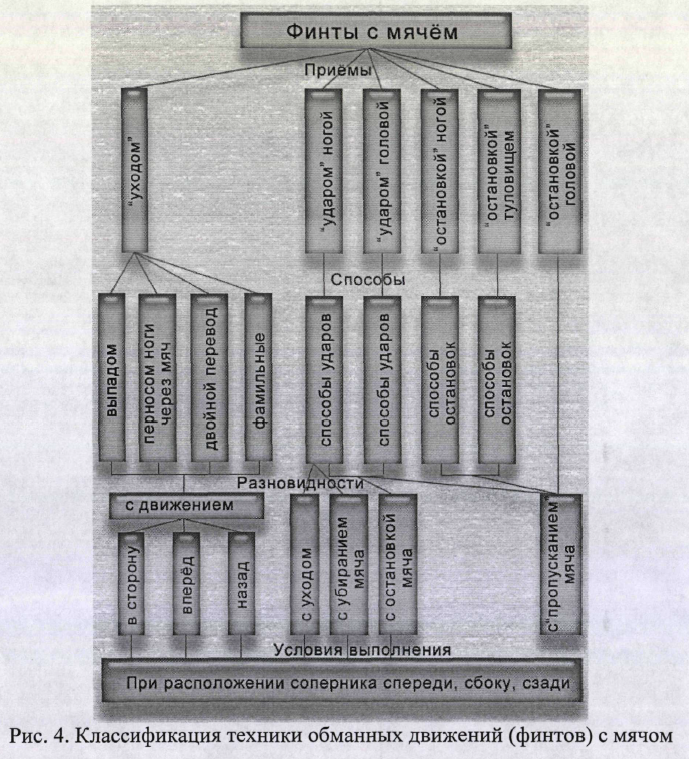 Финты с мячём
Приёмы
"уходом"
"ударом" ногой
"ударом" головой
"остановкой" ногой
"остановкой"
туловищем
"остановкой"
головой
Способы
выпадом
перносом ноги
через мяч
двойной перевод
фамильные
способы ударов
способы ударов
способы
остановок
способы
остановок
Разновидности
с движением
в сторону
вперёд
назад
с уходом
с убиранием
мяча
с остановкой
мяча
с"пропусканием"
мяча
Условия выполнения
При расположении соперника спереди, сбоку, сзади
Рис. 4. Классификация техники обманных движений (финтов) с мячом